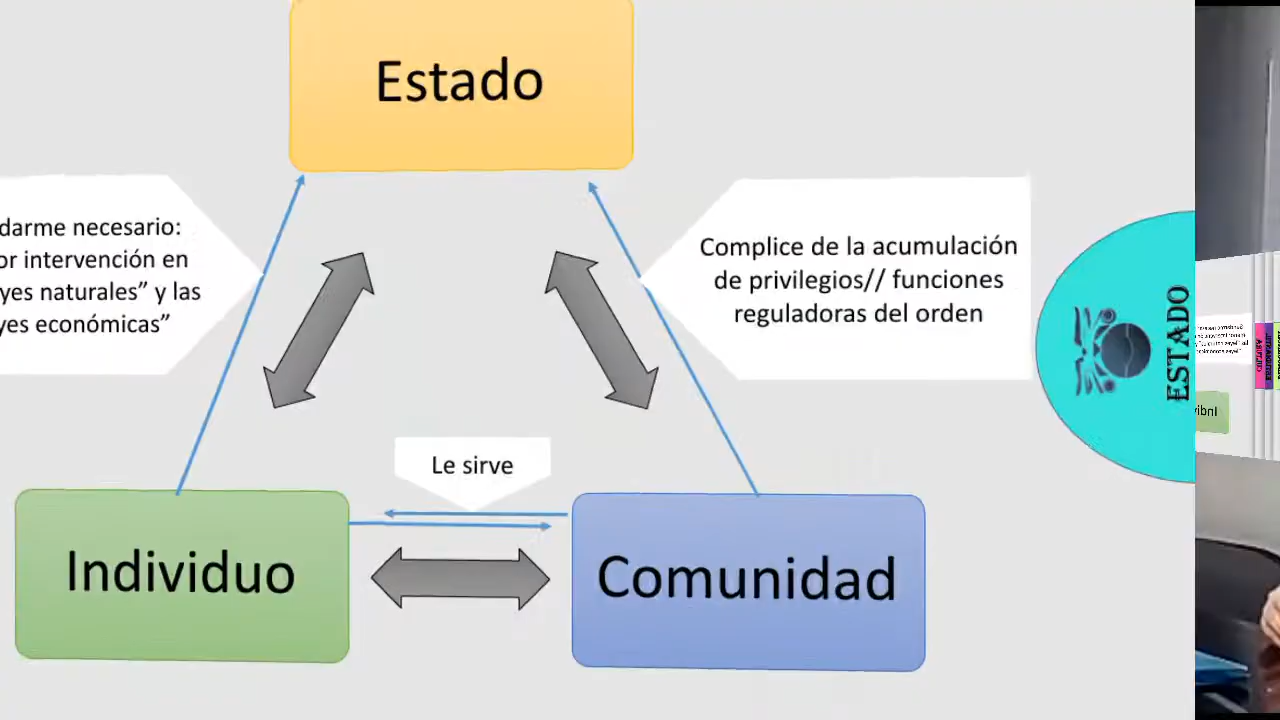 Estado
darme necesario:
or intervención en
yes naturales” y las
yes económicas”
Complice de la acumulación
de privilegios// funciones
reguladoras del orden
ESTADO
Le sirve
Individuo
Comunidad